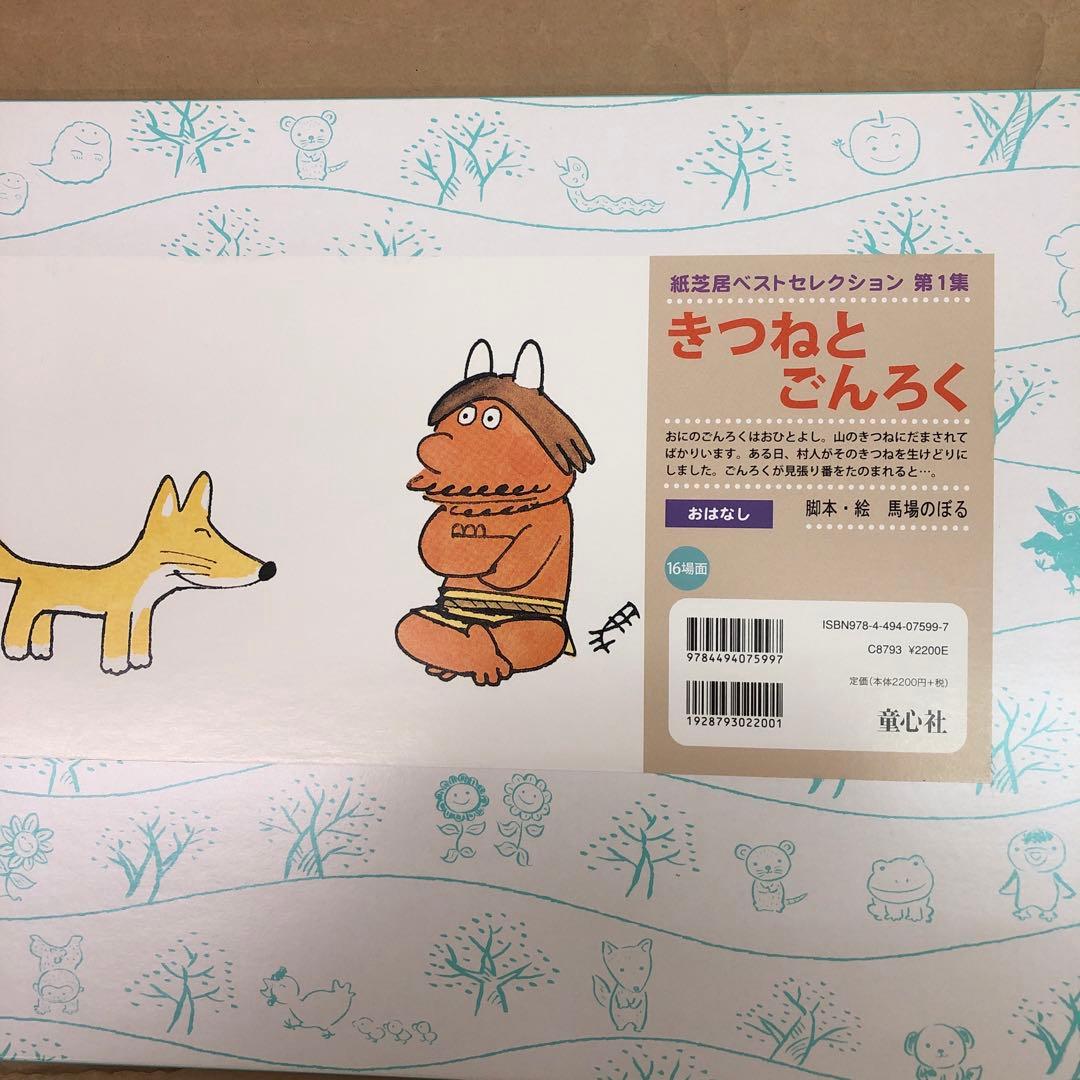 紙芝居ベストセレクション 第1集
きつねと
ごんろく
おにのごんろくはおひとよし。山のきつねにだまされて
ばかりいます。ある日、村人がそのきつねを生けどりに
しました。ごんろくが見張り番をたのまれると…。
おはなし
脚本・絵 馬場のぼる
16場面
ISBN978-4-494-07599-7
9784494075997
C8793 ¥2200E
定価(本体2200円+税)
1928793022001
童心社